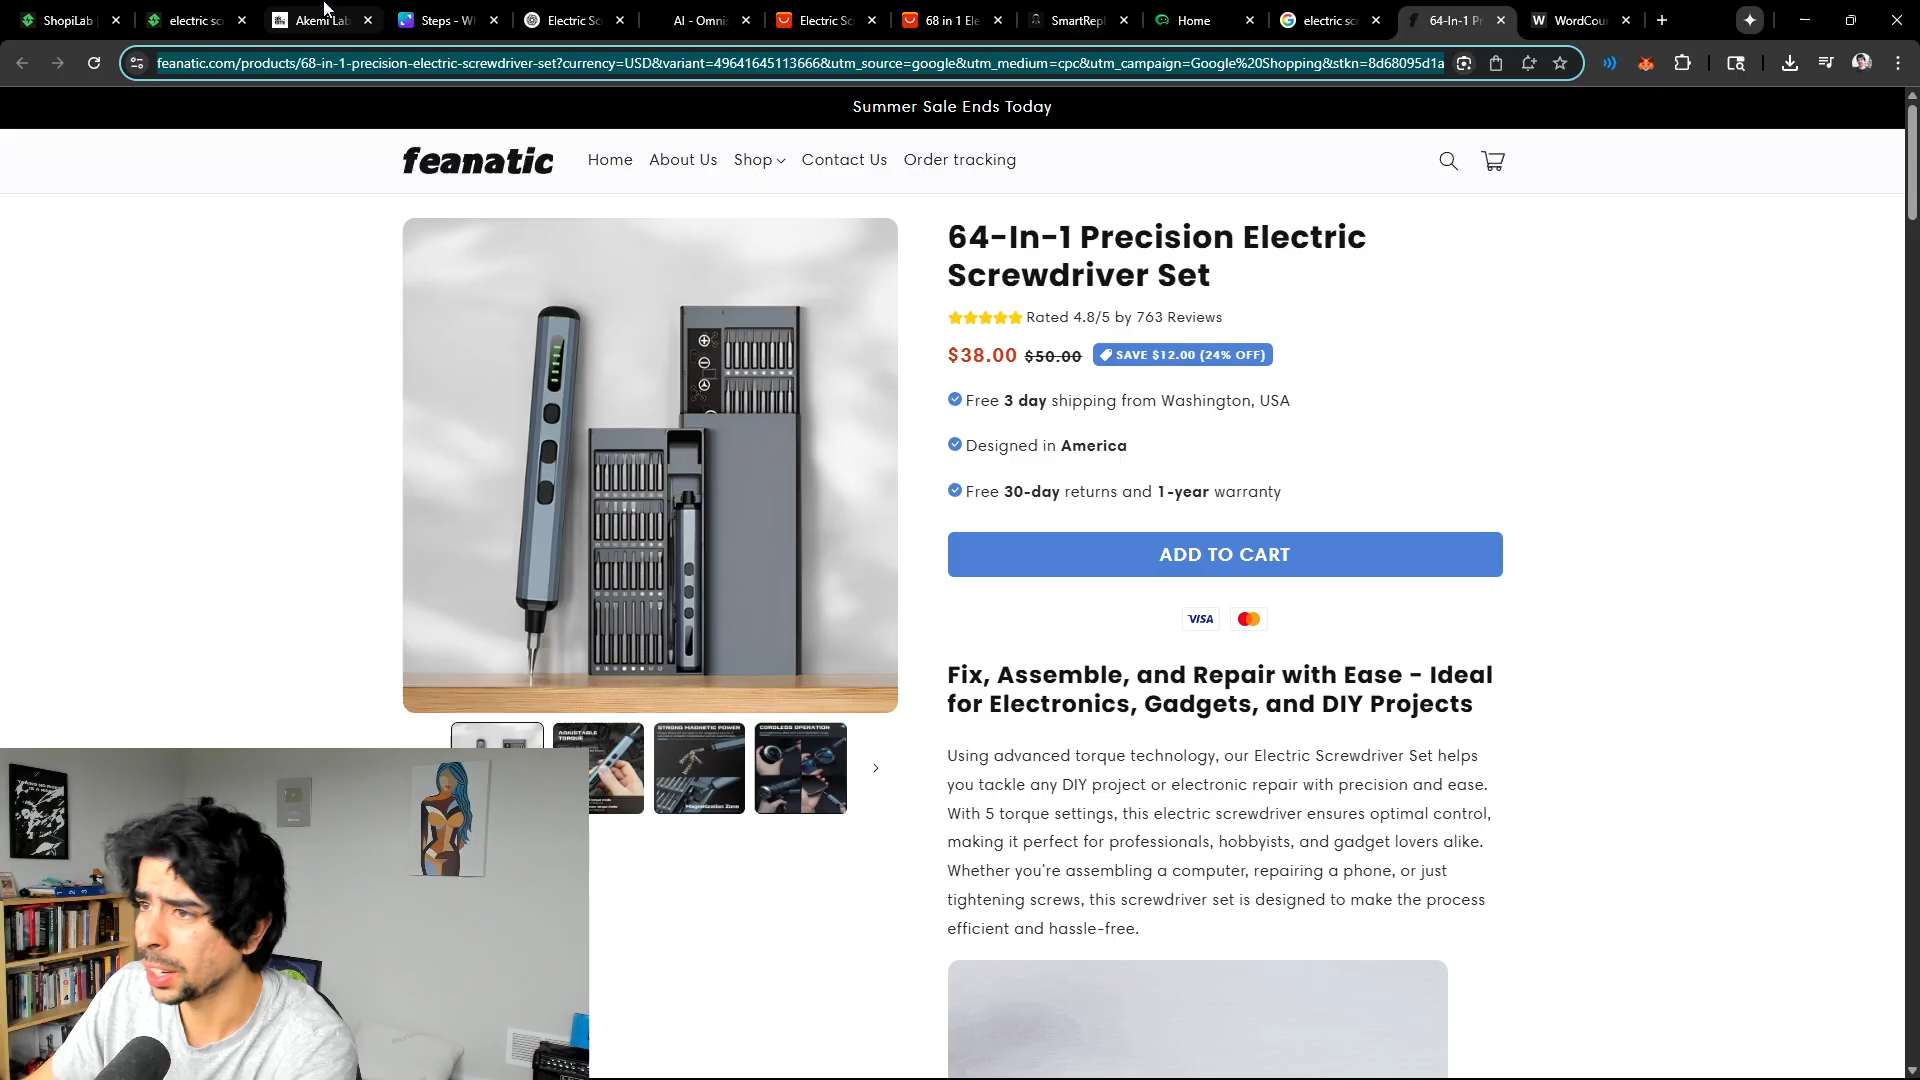 ShopiLab
electric sc
Akemi Lab
Steps - W
Electric Sc
AI - Omnis
Electric Sc
68 in 1 Ele
SmartRepl
Home
electric sc
64-In-1 Pr
WordCou
feanatic.com/products/68-in-1-precision-electric-screwdriver-set?currency=USD&variant=49641645113666&utm_source=google&utm_medium=cpc&utm_campaign=Google%20Shopping&stkn=8d68095d1a
Summer Sale Ends Today
feanatic Home About Us Shop Contact Us Order tracking
64-In-1 Precision Electric
Screwdriver Set
Rated 4.8/5 by 763 Reviews
$38.00 $50.00 SAVE $12.00 (24% OFF)
Free 3 day shipping from Washington, USA
Designed in America
Free 30-day returns and 1-year warranty
ADD TO CART
VISA
Fix, Assemble, and Repair with Ease - Ideal
for Electronics, Gadgets, and DIY Projects
ADJUSTABLE
TORQUE
STRONG MAGNETIC POWER
Magnetization Zone
CORDLESS OPERATION
Using advanced torque technology, our Electric Screwdriver Set helps
you tackle any DIY project or electronic repair with precision and ease.
With 5 torque settings, this electric screwdriver ensures optimal control,
making it perfect for professionals, hobbyists, and gadget lovers alike.
Whether you're assembling a computer, repairing a phone, or just
tightening screws, this screwdriver set is designed to make the process
efficient and hassle-free.